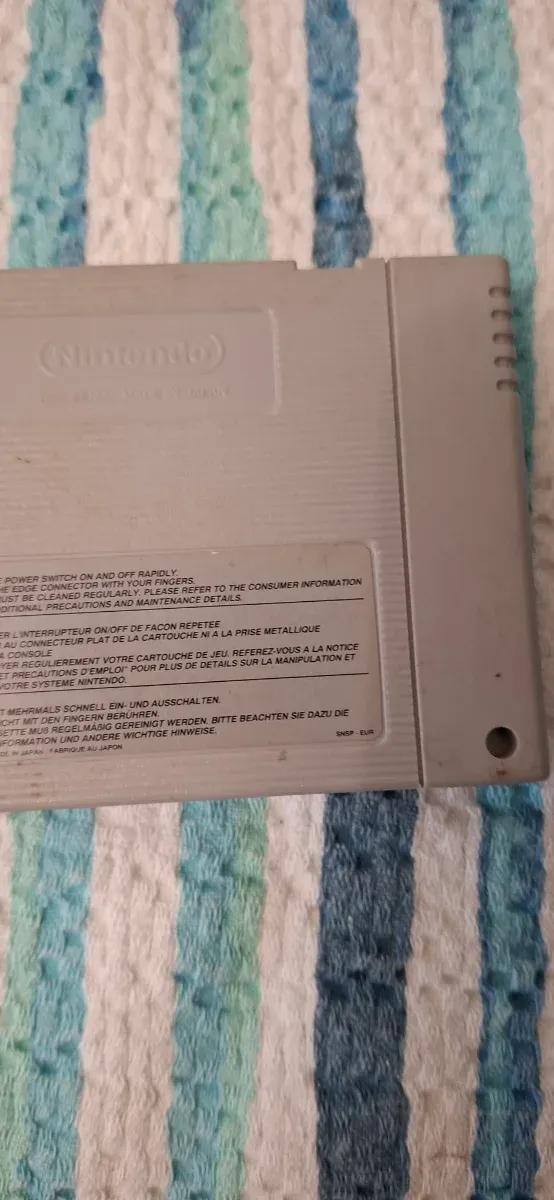 Nintendo
POWER SWITCH ON AND OFF RAPIDLY.
HE EDGE CONNECTOR WITH YOUR FINGERS.
UST BE CLEANED REGULARLY. PLEASE REFER TO THE CONSUMER INFORMATION
DITIONAL PRECAUTIONS AND MAINTENANCE DETAILS.
ER L'INTERRUPTEUR ON/OFF DE FACON REPETEE
AU CONNECTEUR PLAT DE LA CARTOUCHE NI A LA PRISE METALLIQUE
A CONSOLE
YER REGULIEREMENT VOTRE CARTOUCHE DE JEU. REFEREZ-VOUS A LA NOTICE
ET PRECAUTIONS D'EMPLOI" POUR PLUS DE DETAILS SUR LA MANIPULATION ET
VOTRE SYSTEME NINTENDO.
T MEHRMALS SCHNELL EIN- UND AUSSCHALTEN.
ICHT MIT DEN FINGERN BERÜHREN.
SETTE MUß REGELMÄßIG GEREINIGT WERDEN. BITTE BEACHTEN SIE DAZU DIE
FORMATION UND ANDERE WICHTIGE HINWEISE.
DE IN JAPAN FABRIQUE AU JAPON
SNSP - EUR